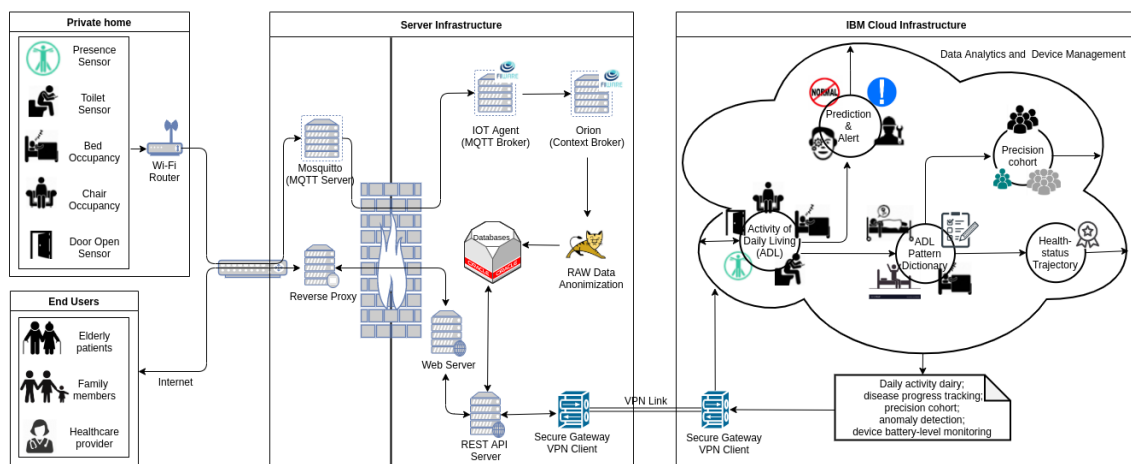 Private home
Presence
Sensor
Toilet
Sensor
Bed
Occupancy
Chair
Occupancy
Door Open
Sensor
Wi-Fi
Router
End Users
Elderly
patients
Family
members
Healthcare
provider
Internet
Server Infrastructure
Mosquitto
(MQTT Server)
Reverse Proxy
FIWARE
IOT Agent
(MQTT Broker)
FIWARE
Orion
(Context Broker)
Databases
ORACLE
ORACLE
RAW Data
Anonimization
Web Server
REST API
Server
Secure Gateway
VPN Client
VPN Link
IBM Cloud Infrastructure
Data Analytics and Device Management
NORMAL
Prediction
&
Alert
Precision
cohort
Activity of
Daily Living
(ADL)
ADL
Pattern
Dictionary
Health-
status
Trajectory
Secure Gateway
VPN Client
Daily activity dairy;
disease progress tracking;
precision cohort;
anomaly detection;
device battery-level monitoring